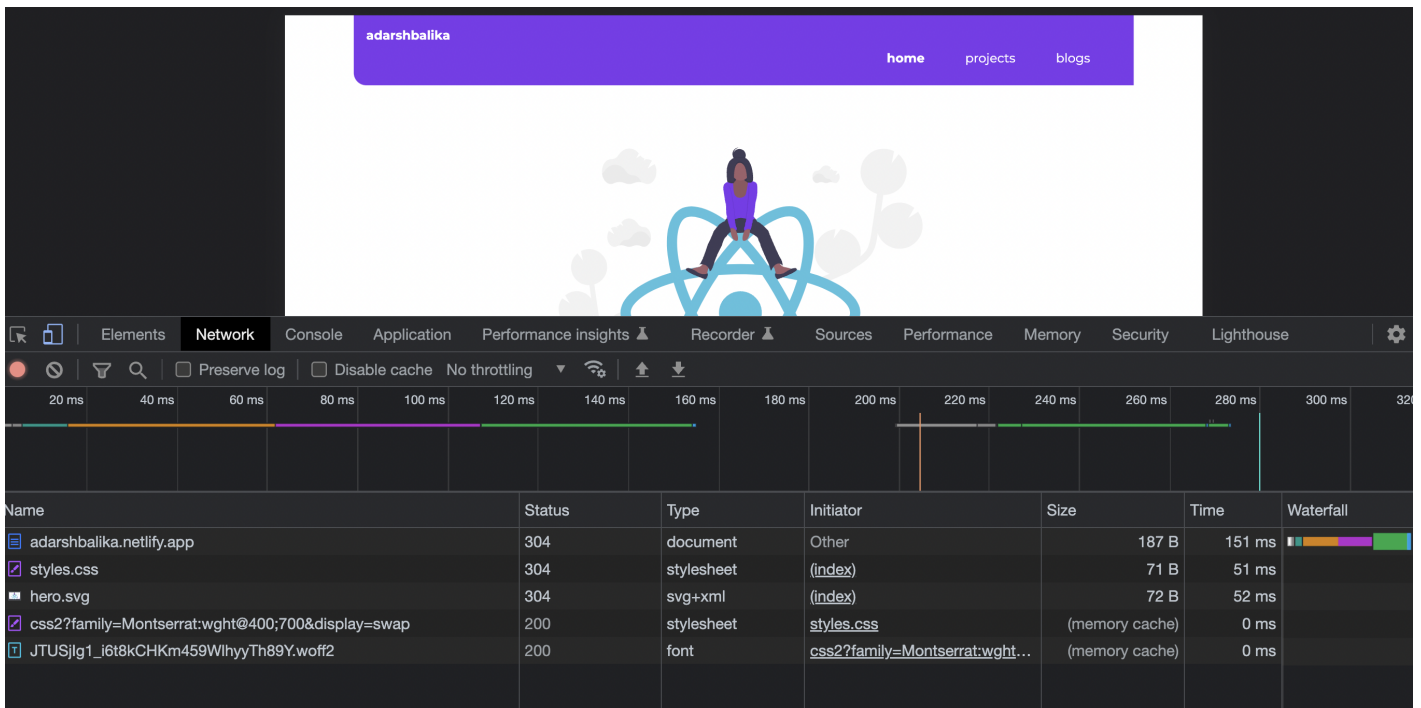 adarshbalika
home projects blogs
Elements Network Console Application Performance insights Recorder Sources Performance Memory Security Lighthouse
Preserve log Disable cache No throttling
20 ms 40 ms 60 ms 80 ms 100 ms 120 ms 140 ms 160 ms 180 ms 200 ms 220 ms 240 ms 260 ms 280 ms 300 ms 320
Name Status Type Initiator Size Time Waterfall
adarshbalika.netlify.app 304 document Other 187 B 151 ms
styles.css 304 stylesheet (index) 71 B 51 ms
hero.svg 304 svg+xml (index) 72 B 52 ms
css2?family=Montserrat:wght@400;700&display=swap 200 stylesheet styles.css (memory cache) 0 ms
JTUSjIg1_i6t8kCHKm459WlhyyTh89Y.woff2 200 font css2?family=Montserrat:wght... (memory cache) 0 ms